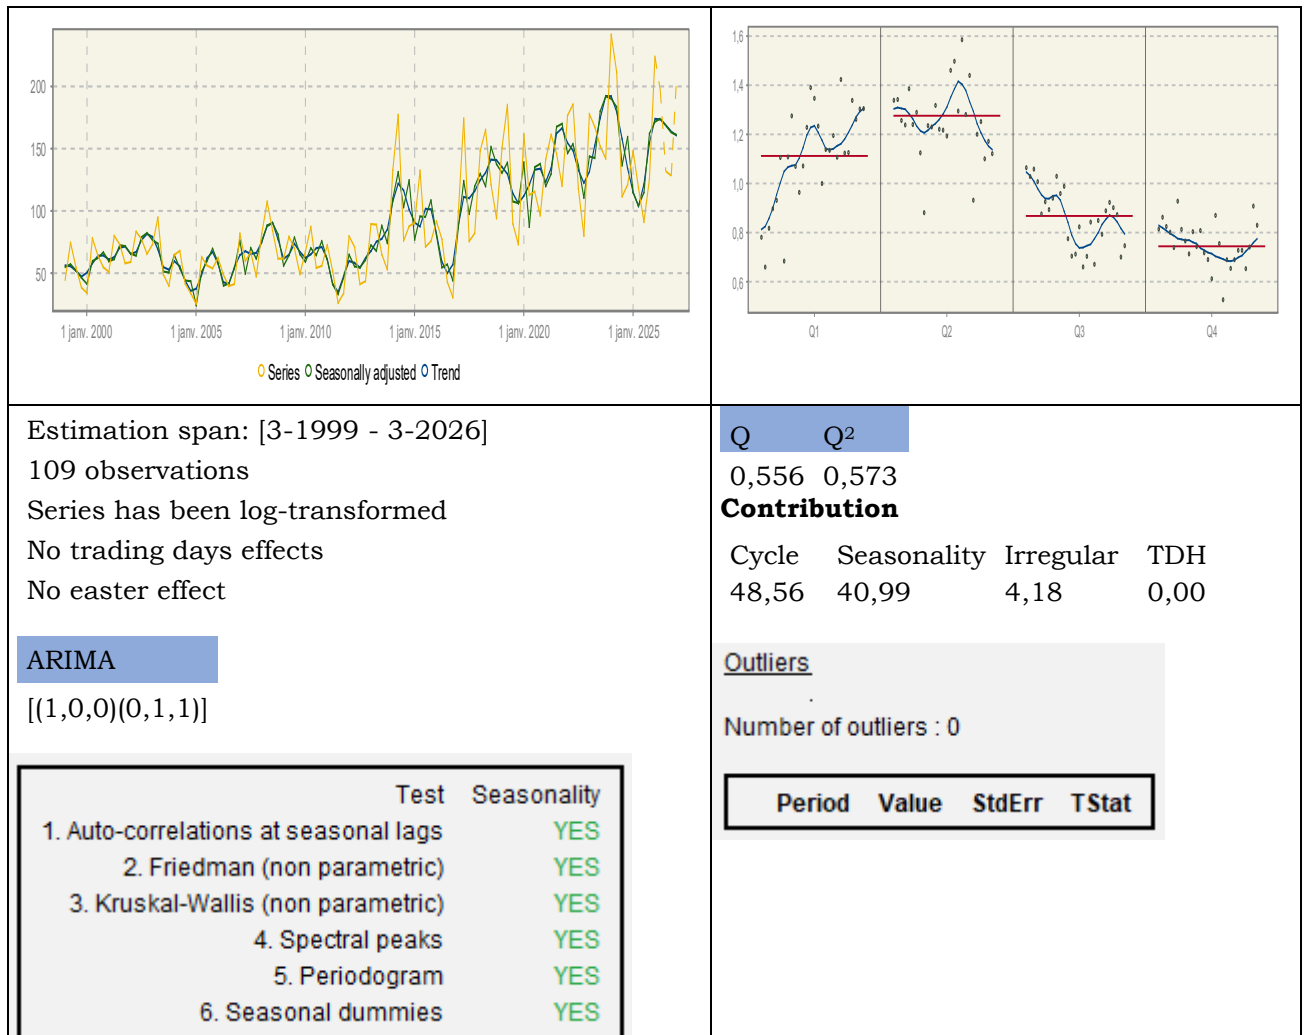 200
150
100
50
1 janv. 2000 1 janv. 2005 1 janv. 2010 1 janv. 2015 1 janv. 2020 1 janv. 2025
Series Seasonally adjusted Trend
1,6
1,4
1,2
1,0
0,8
0,6
Q1 Q2 Q3 Q4
Estimation span: [3-1999 - 3-2026]
109 observations
Series has been log-transformed
No trading days effects
No easter effect
ARIMA
[(1,0,0)(0,1,1)]
Test Seasonality
1. Auto-correlations at seasonal lags YES
2. Friedman (non parametric) YES
3. Kruskal-Wallis (non parametric) YES
4. Spectral peaks YES
5. Periodogram YES
6. Seasonal dummies YES
Q Q²
0,556 0,573
Contribution
Cycle Seasonality Irregular TDH
48,56 40,99 4,18 0,00
Outliers
.
Number of outliers : 0
Period Value StdErr TStat